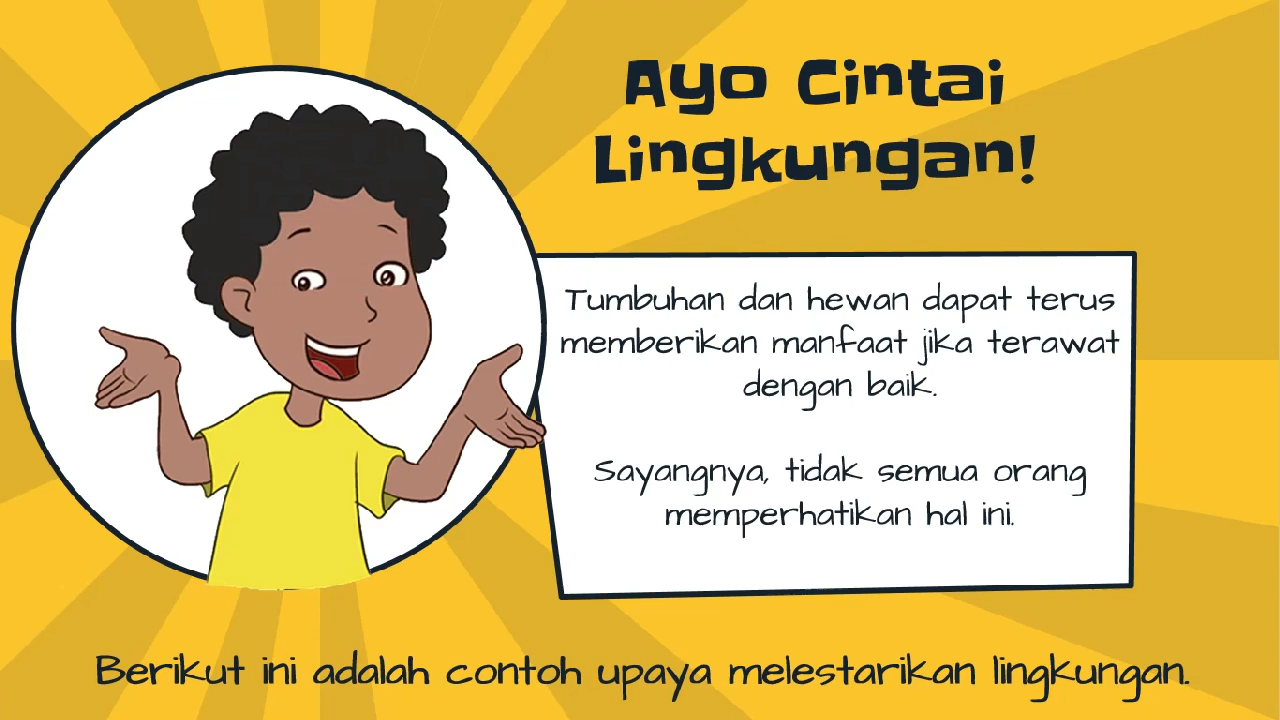 Ayo Cintai
Lingkungan!
Tumbuhan dan hewan dapat terus
memberikan manfaat jika terawat
dengan baik.
Sayangnya, tidak semua orang
memperhatikan hal ini.
Berikut ini adalah contoh upaya melestarikan lingkungan.